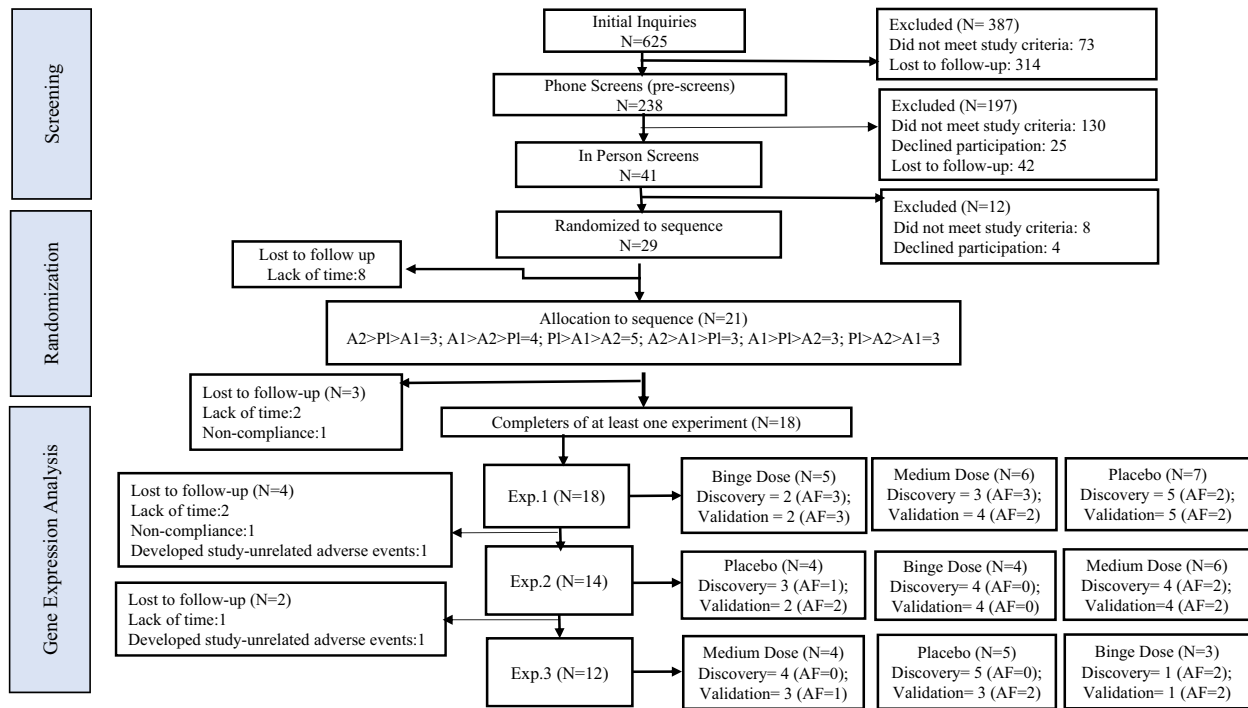 Screening
Initial Inquiries
N=625
Excluded (N= 387)
Did not meet study criteria: 73
Lost to follow-up: 314
Phone Screens (pre-screens)
N=238
Excluded (N=197)
Did not meet study criteria: 130
Declined participation: 25
Lost to follow-up: 42
In Person Screens
N=41
Excluded (N=12)
Did not meet study criteria: 8
Declined participation: 4
Randomization
Randomized to sequence
N=29
Lost to follow up
Lack of time:8
Allocation to sequence (N=21)
A2>Pl>A1=3; A1>A2>Pl=4; Pl>A1>A2=5; A2>A1>Pl=3; A1>Pl>A2=3; Pl>A2>A1=3
Lost to follow-up (N=3)
Lack of time:2
Non-compliance:1
Gene Expression Analysis
Completers of at least one experiment (N=18)
Exp.1 (N=18)
Binge Dose (N=5)
Discovery = 2 (AF=3);
Validation = 2 (AF=3)
Medium Dose (N=6)
Discovery = 3 (AF=3);
Validation = 4 (AF=2)
Placebo (N=7)
Discovery = 5 (AF=2);
Validation= 5 (AF=2)
Lost to follow-up (N=4)
Lack of time:2
Non-compliance:1
Developed study-unrelated adverse events:1
Exp.2 (N=14)
Placebo (N=4)
Discovery= 3 (AF=1);
Validation= 2 (AF=2)
Binge Dose (N=4)
Discovery= 4 (AF=0);
Validation= 4 (AF=0)
Medium Dose (N=6)
Discovery= 4 (AF=2);
Validation=4 (AF=2)
Lost to follow-up (N=2)
Lack of time:1
Developed study-unrelated adverse events:1
Exp.3 (N=12)
Medium Dose (N=4)
Discovery= 4 (AF=0);
Validation= 3 (AF=1)
Placebo (N=5)
Discovery= 5 (AF=0);
Validation= 3 (AF=2)
Binge Dose (N=3)
Discovery= 1 (AF=2);
Validation= 1 (AF=2)